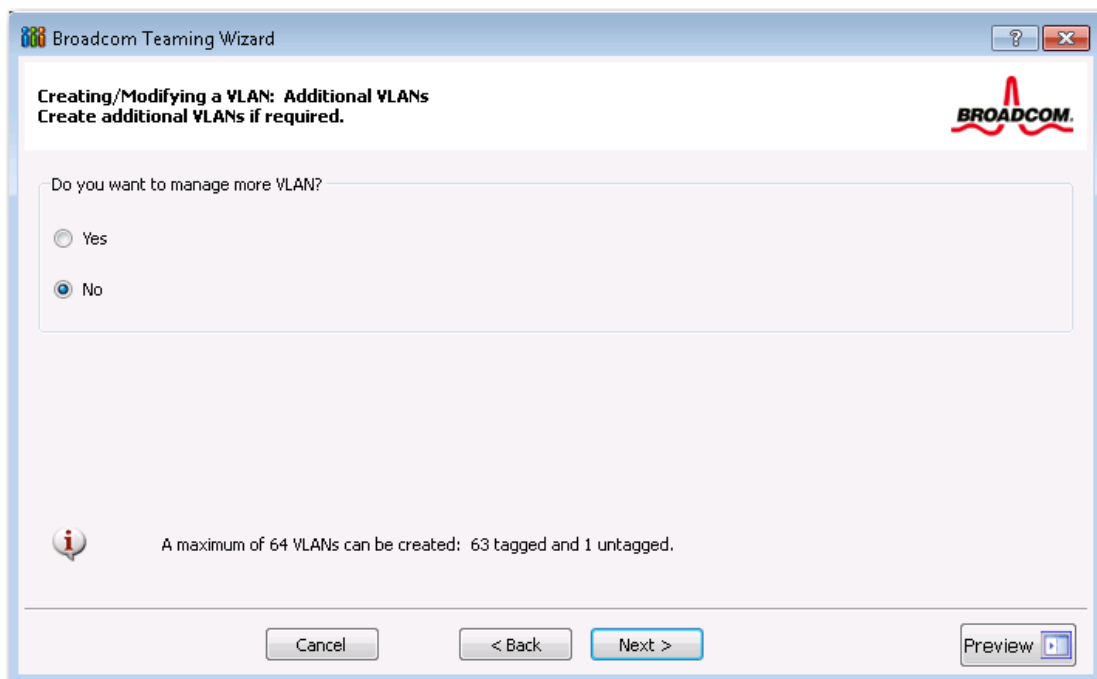 Broadcom Teaming Wizard
?
Creating/Modifying a VLAN: Additional VLANs
Create additional VLANs if required.
BROADCOM.
Do you want to manage more VLAN?
Yes
No
A maximum of 64 VLANs can be created: 63 tagged and 1 untagged.
Cancel
< Back
Next >
Preview